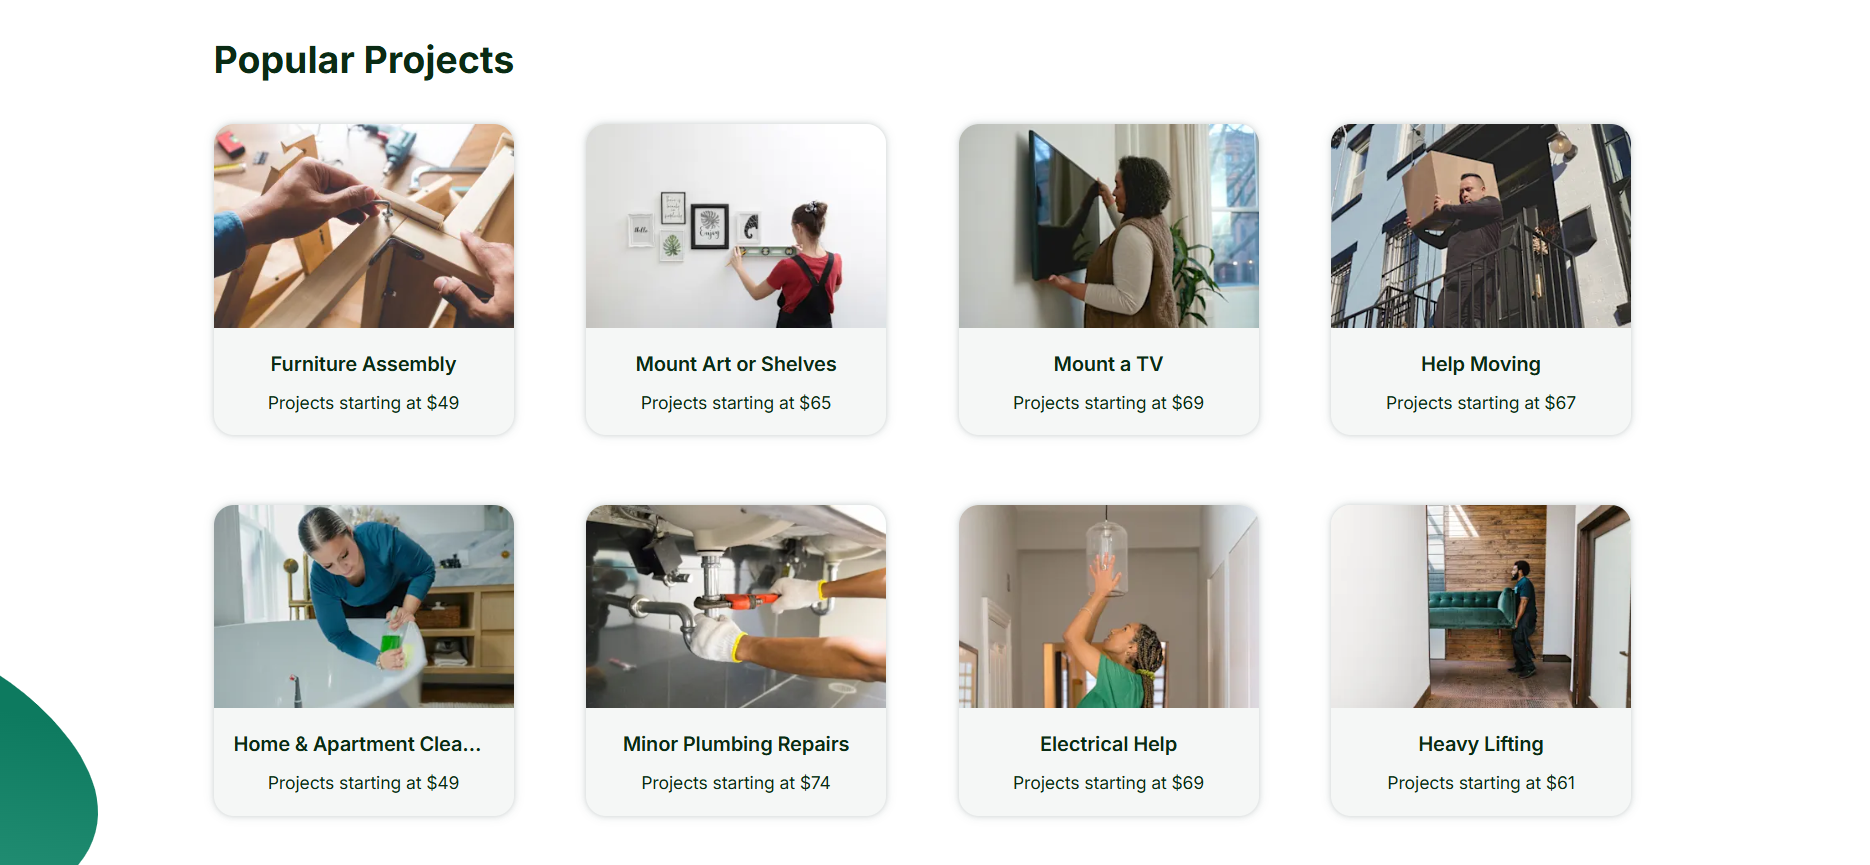 Popular Projects
Furniture Assembly
Projects starting at $49
Mount Art or Shelves
Projects starting at $65
Mount a TV
Projects starting at $69
Help Moving
Projects starting at $67
Home & Apartment Clea...
Projects starting at $49
Minor Plumbing Repairs
Projects starting at $74
Electrical Help
Projects starting at $69
Heavy Lifting
Projects starting at $61